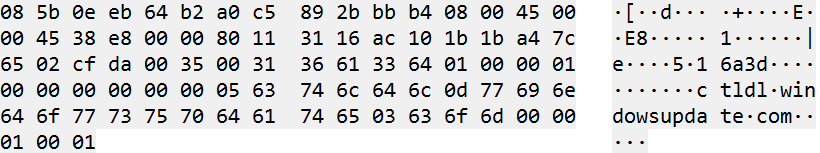 08 5b 0e eb 64 b2 a0 c5 89 2b bb b4 08 00 45 00 ·[··d··· ·+····E·
00 45 38 e8 00 00 80 11 31 16 ac 10 1b 1b a4 7c ·E8····· 1······|
65 02 cf da 00 35 00 31 36 61 33 64 01 00 00 01 e····5·1 6a3d····
00 00 00 00 00 00 05 63 74 6c 64 6c 0d 77 69 6e ·······c tldl·win
64 6f 77 73 75 70 64 61 74 65 03 63 6f 6d 00 00 dowsupda te·com··
01 00 01 ···